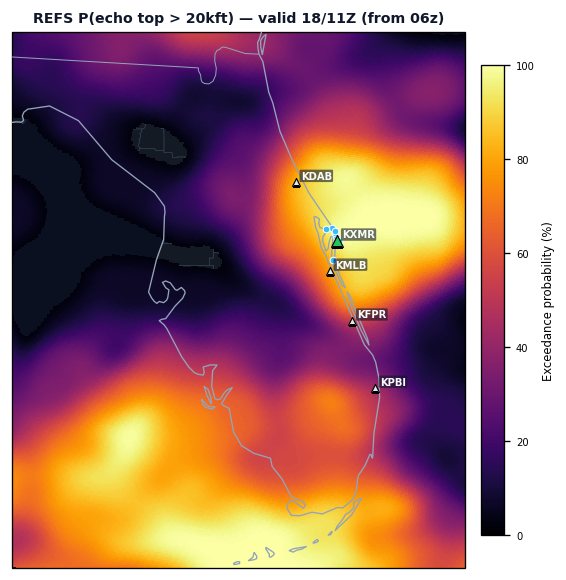 REFS P(echo top > 20kft) — valid 18/11Z (from 06z)
KDAB
KXMR
KMLB
KFPR
KPBI
100
80
60
40
20
0
Exceedance probability (%)